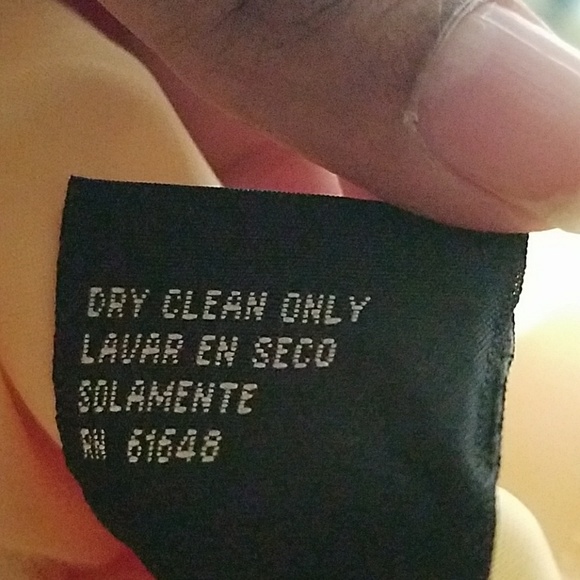 DRY CLEAN ONLY
LAVAR EN SECO
SOLAMENTE
RN 61648